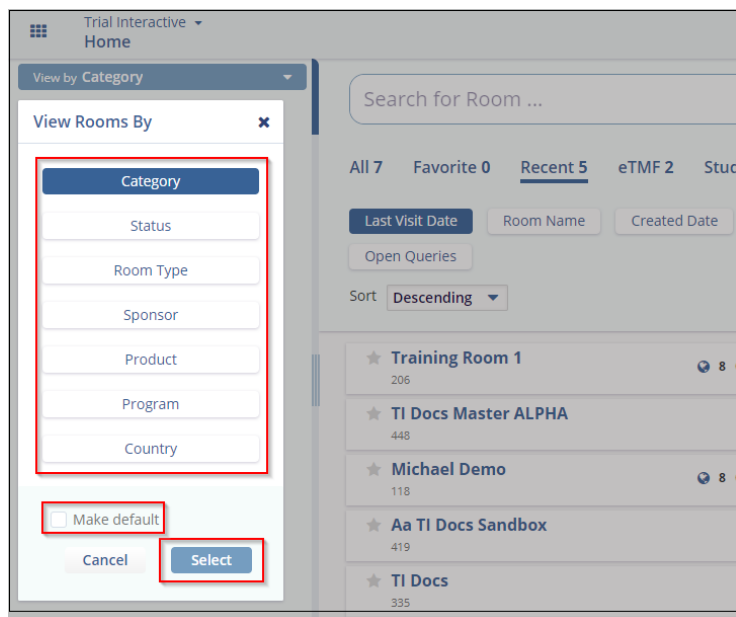 Trial Interactive
Home
View by Category
View Rooms By
Category
Status
Room Type
Sponsor
Product
Program
Country
Make default
Cancel Select
Search for Room ...
All 7 Favorite 0 Recent 5 eTMF 2 Stud
Last Visit Date Room Name Created Date
Open Queries
Sort Descending
Training Room 1
206
8
TI Docs Master ALPHA
448
Michael Demo
118
8
Aa TI Docs Sandbox
419
TI Docs
335